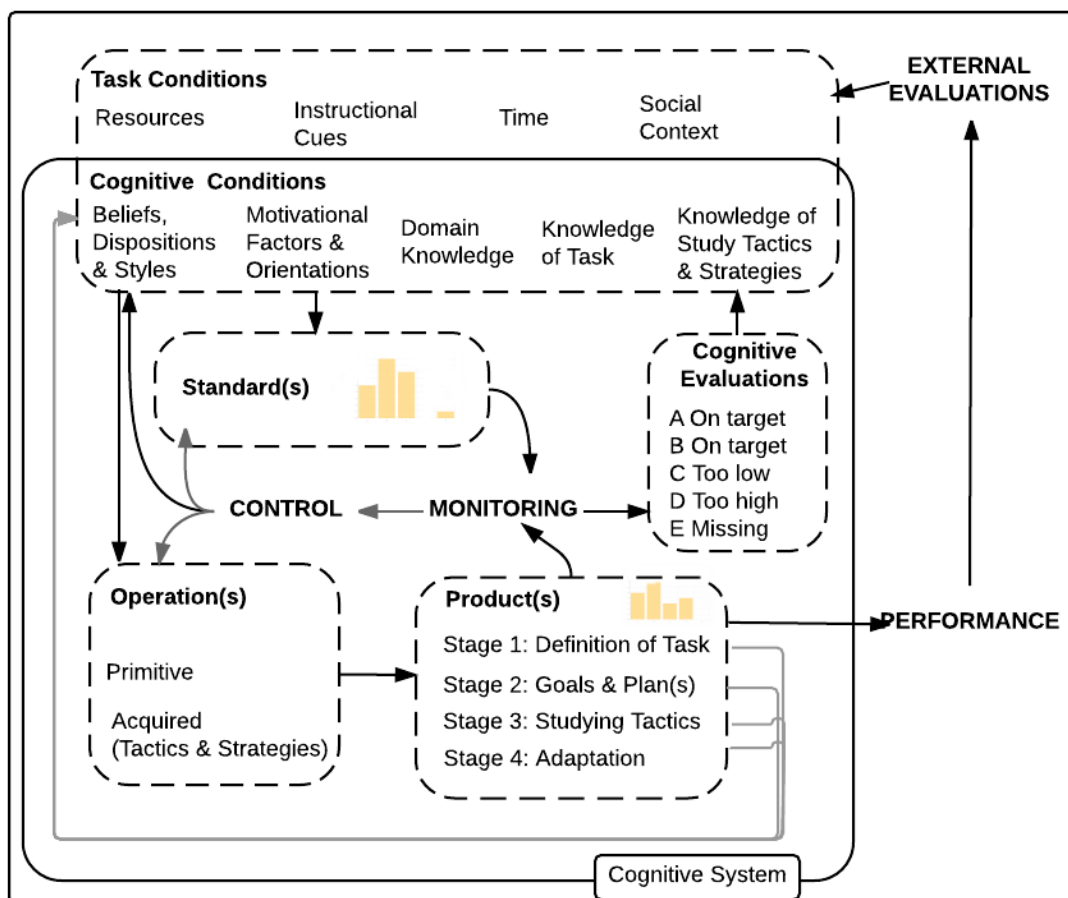 EXTERNAL
EVALUATIONS
Task Conditions
Resources
Instructional
Cues
Time
Social
Context
Cognitive Conditions
Beliefs,
Dispositions
& Styles
Motivational
Factors &
Orientations
Domain
Knowledge
Knowledge
of Task
Knowledge of
Study Tactics
& Strategies
Standard(s)
Cognitive
Evaluations
A On target
B On target
C Too low
D Too high
E Missing
CONTROL
MONITORING
Operation(s)
Primitive
Acquired
(Tactics & Strategies)
Product(s)
Stage 1: Definition of Task
Stage 2: Goals & Plan(s)
Stage 3: Studying Tactics
Stage 4: Adaptation
PERFORMANCE
Cognitive System